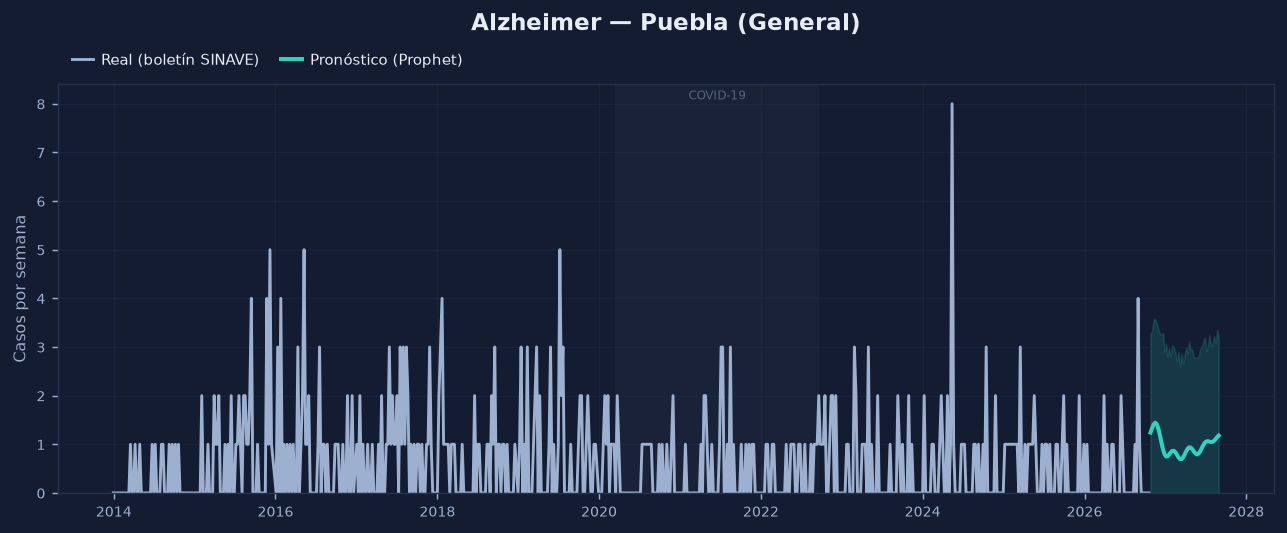 Alzheimer — Puebla (General)
Real (boletín SINAVE) Pronóstico (Prophet)
COVID-19
Casos por semana
8
7
6
5
4
3
2
1
0
2014 2016 2018 2020 2022 2024 2026 2028